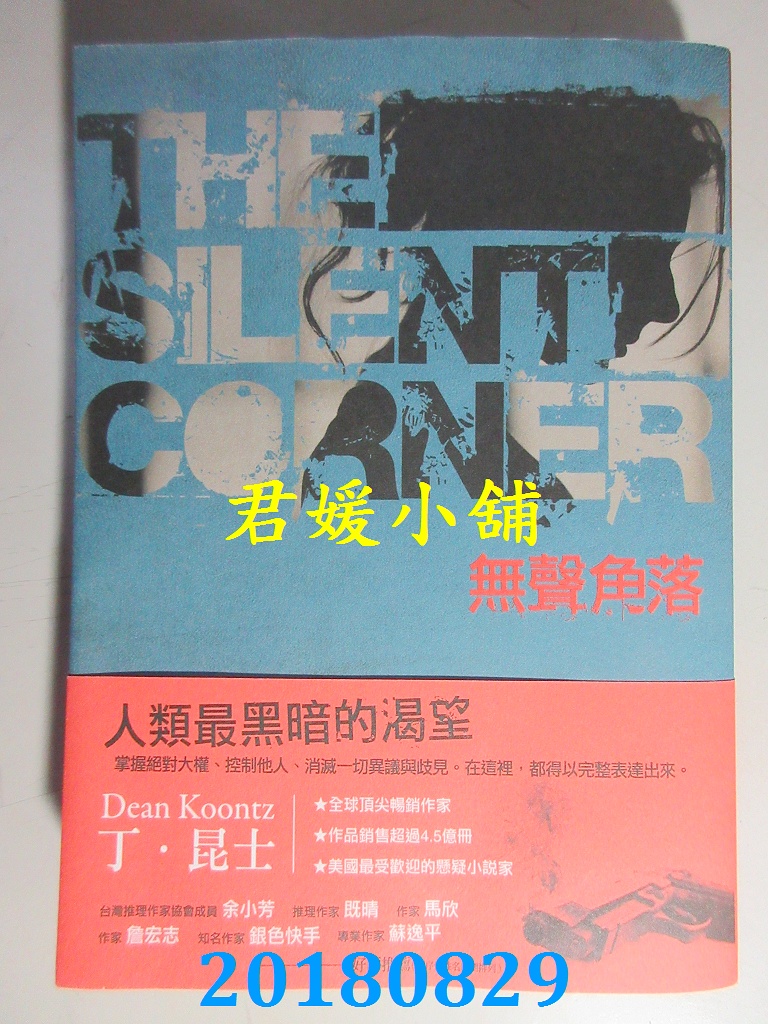 THE
SILENT
CORNER
君媛小舖
無聲角落
人類最黑暗的渴望
掌握絕對大權、控制他人、消滅一切異議與歧見。在這裡，都得以完整表達出來。
Dean Koontz
丁・昆士
★全球頂尖暢銷作家
★作品銷售超過4.5億冊
★美國最受歡迎的懸疑小說家
台灣推理作家協會成員 余小芳 推理作家 既晴 作家 馬欣
作家 詹宏志 知名作家 銀色快手 專業作家 蘇逸平
20180829